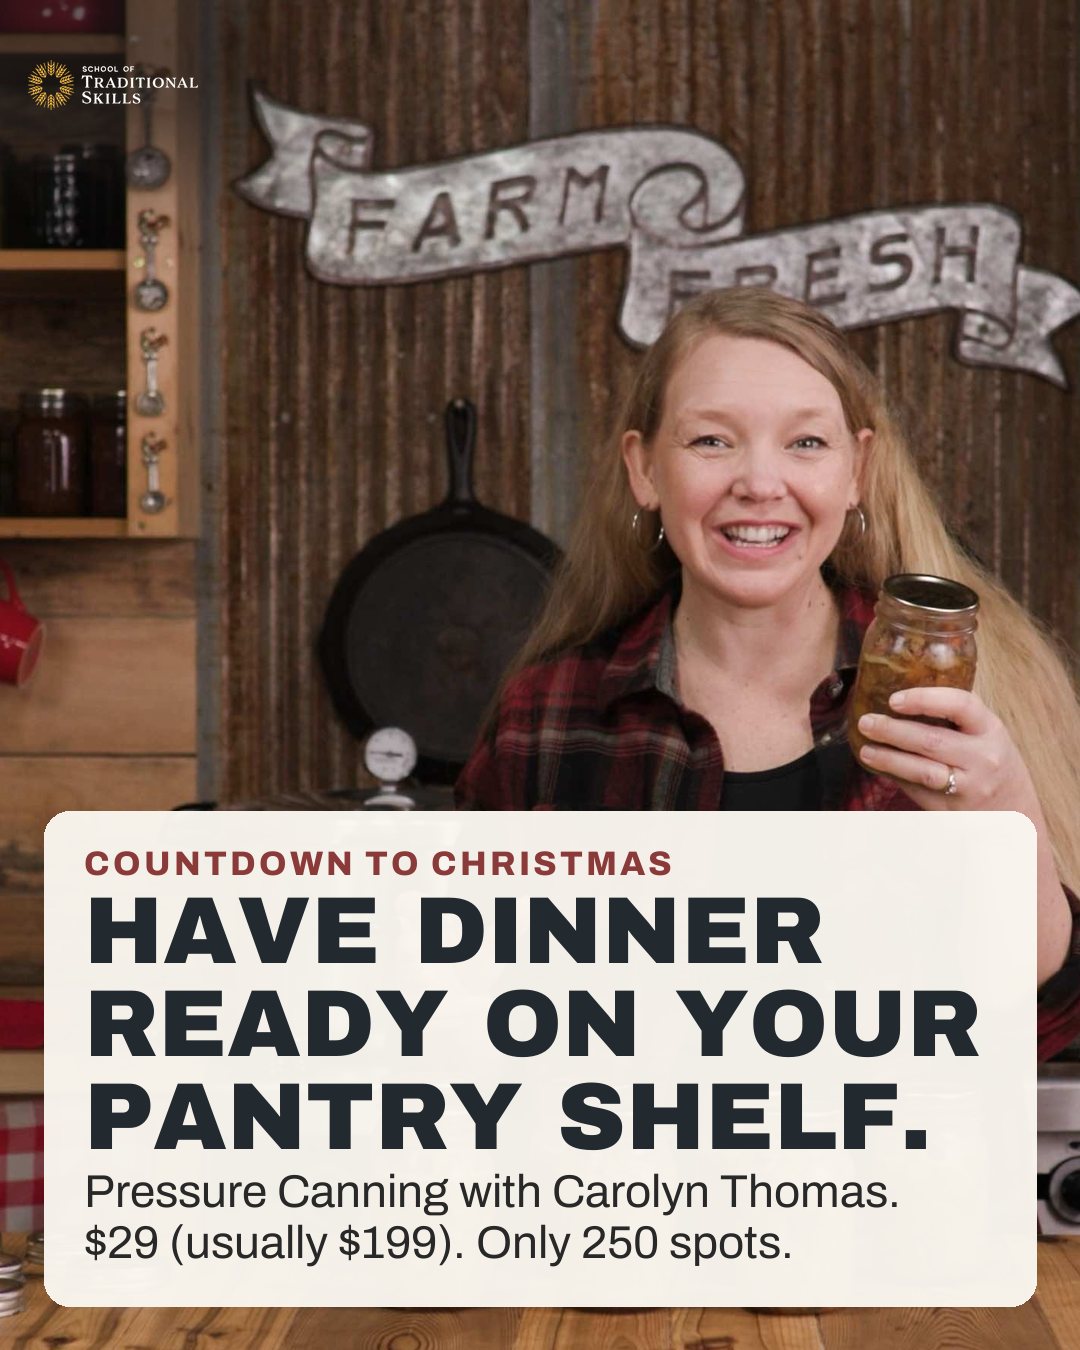 SCHOOL OF
TRADITIONAL
SKILLS
FARM
FRESH
COUNTDOWN TO CHRISTMAS
HAVE DINNER
READY ON YOUR
PANTRY SHELF.
Pressure Canning with Carolyn Thomas.
$29 (usually $199). Only 250 spots.